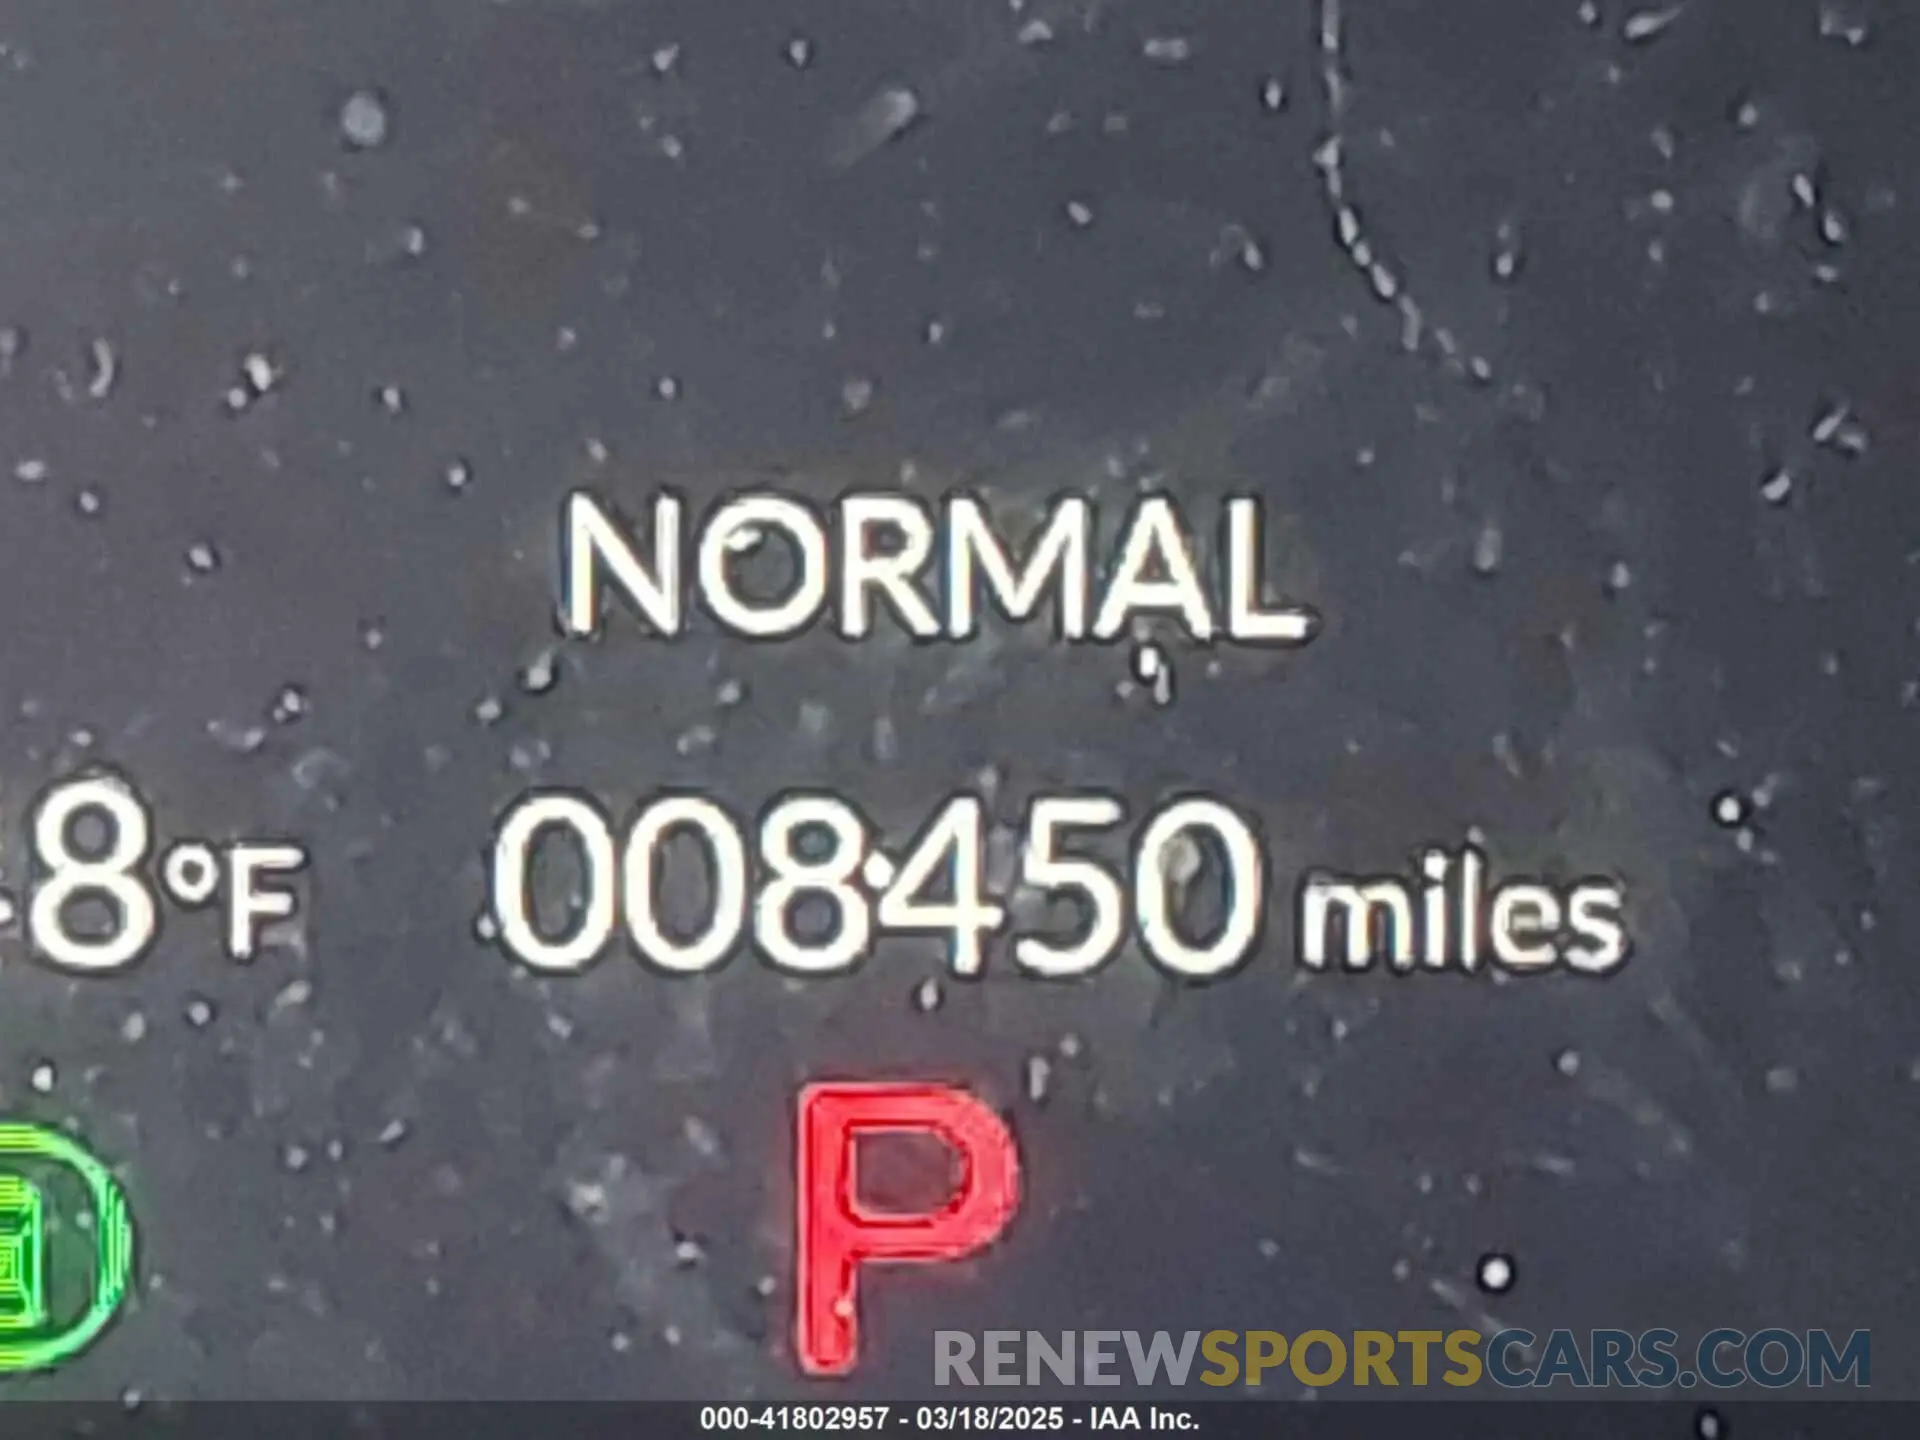 NORMAL
8°F 008450 miles
P
RENEWSPORTSCARS.COM
000-41802957 - 03/18/2025 - IAA Inc.